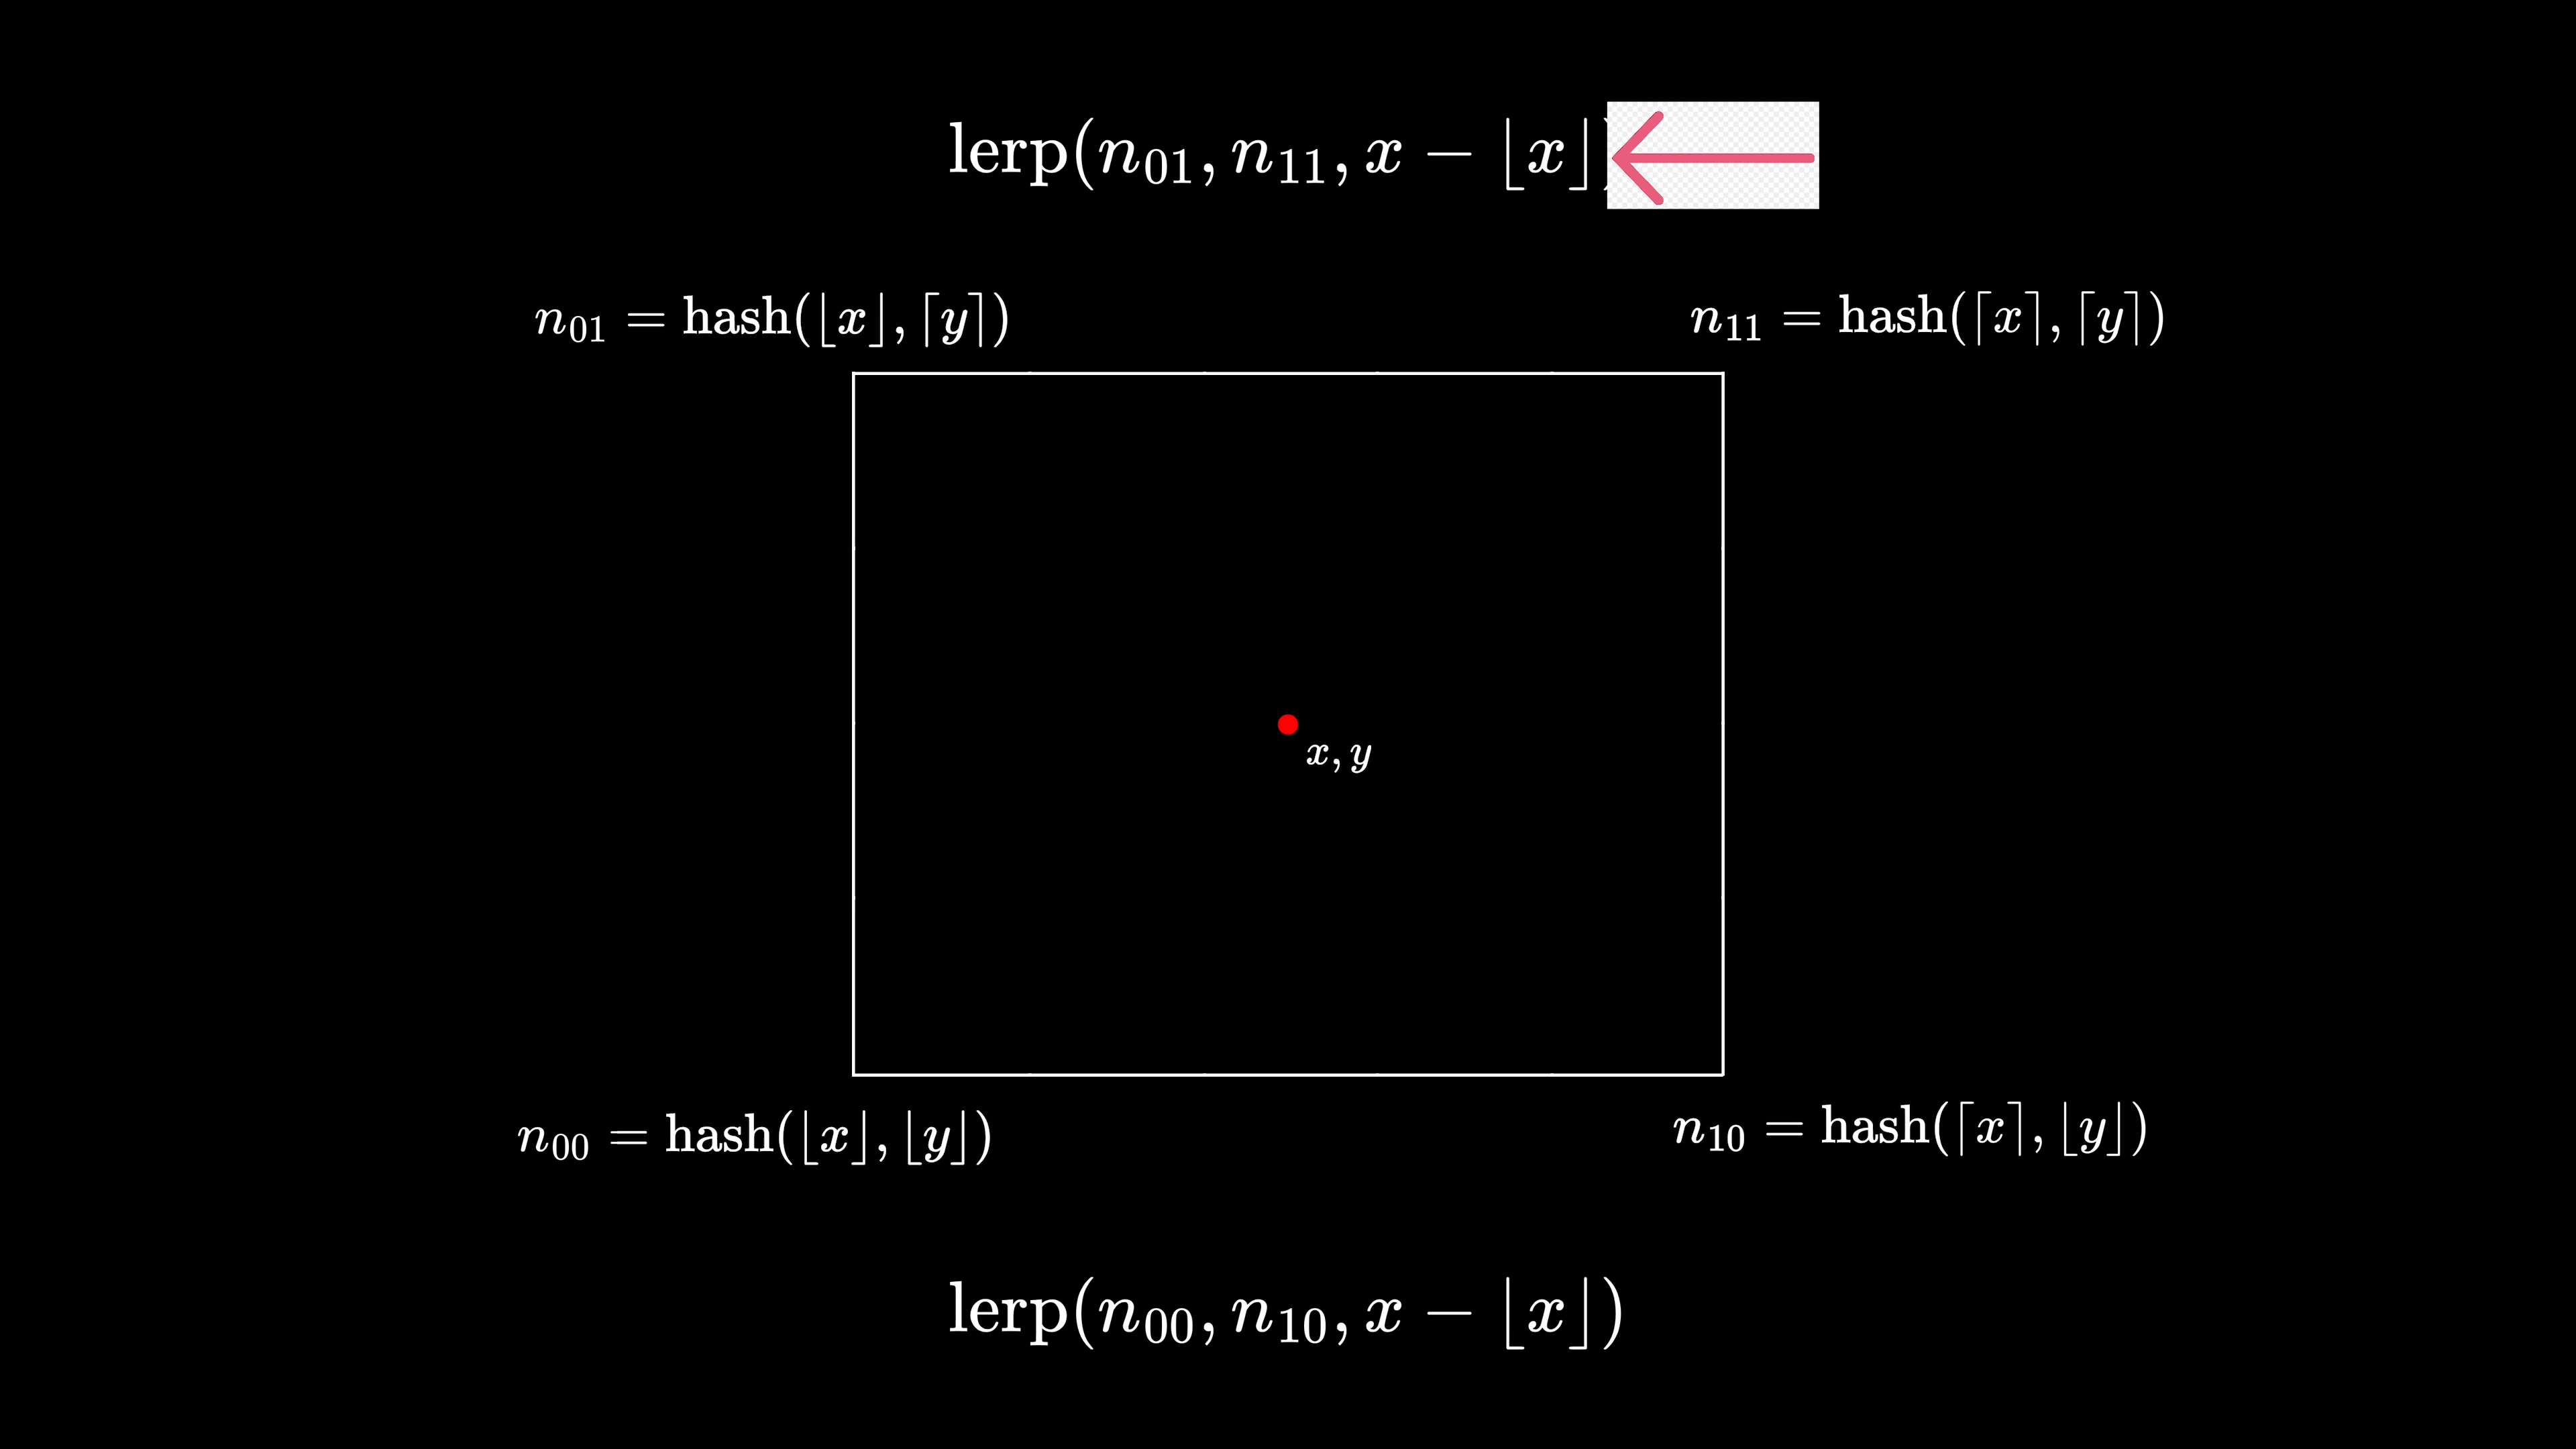 lerp(n₀₁, n₁₁, x − ⌊x⌋)
n₀₁ = hash(⌊x⌋, ⌈y⌉)
n₁₁ = hash(⌈x⌉, ⌈y⌉)
x, y
n₀₀ = hash(⌊x⌋, ⌊y⌋)
n₁₀ = hash(⌈x⌉, ⌊y⌋)
lerp(n₀₀, n₁₀, x − ⌊x⌋)